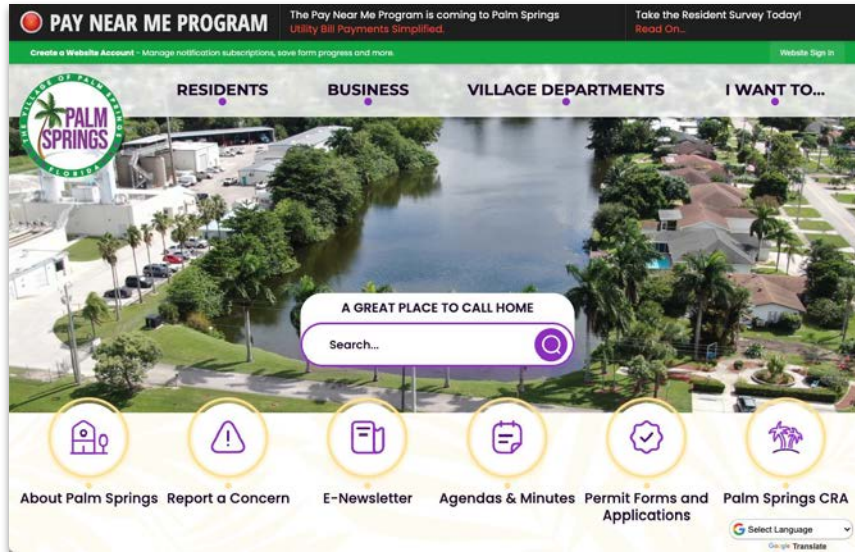 PAY NEAR ME PROGRAM
The Pay Near Me Program is coming to Palm Springs
Utility Bill Payments Simplified.
Take the Resident Survey Today!
Read On...
Create a Website Account - Manage notification subscriptions, save form progress and more.
Website Sign In
THE VILLAGE OF PALM SPRINGS
PALM
SPRINGS
FLORIDA
RESIDENTS
BUSINESS
VILLAGE DEPARTMENTS
I WANT TO...
A GREAT PLACE TO CALL HOME
Search...
About Palm Springs
Report a Concern
E-Newsletter
Agendas & Minutes
Permit Forms and
Applications
Palm Springs CRA
G Select Language
Google Translate